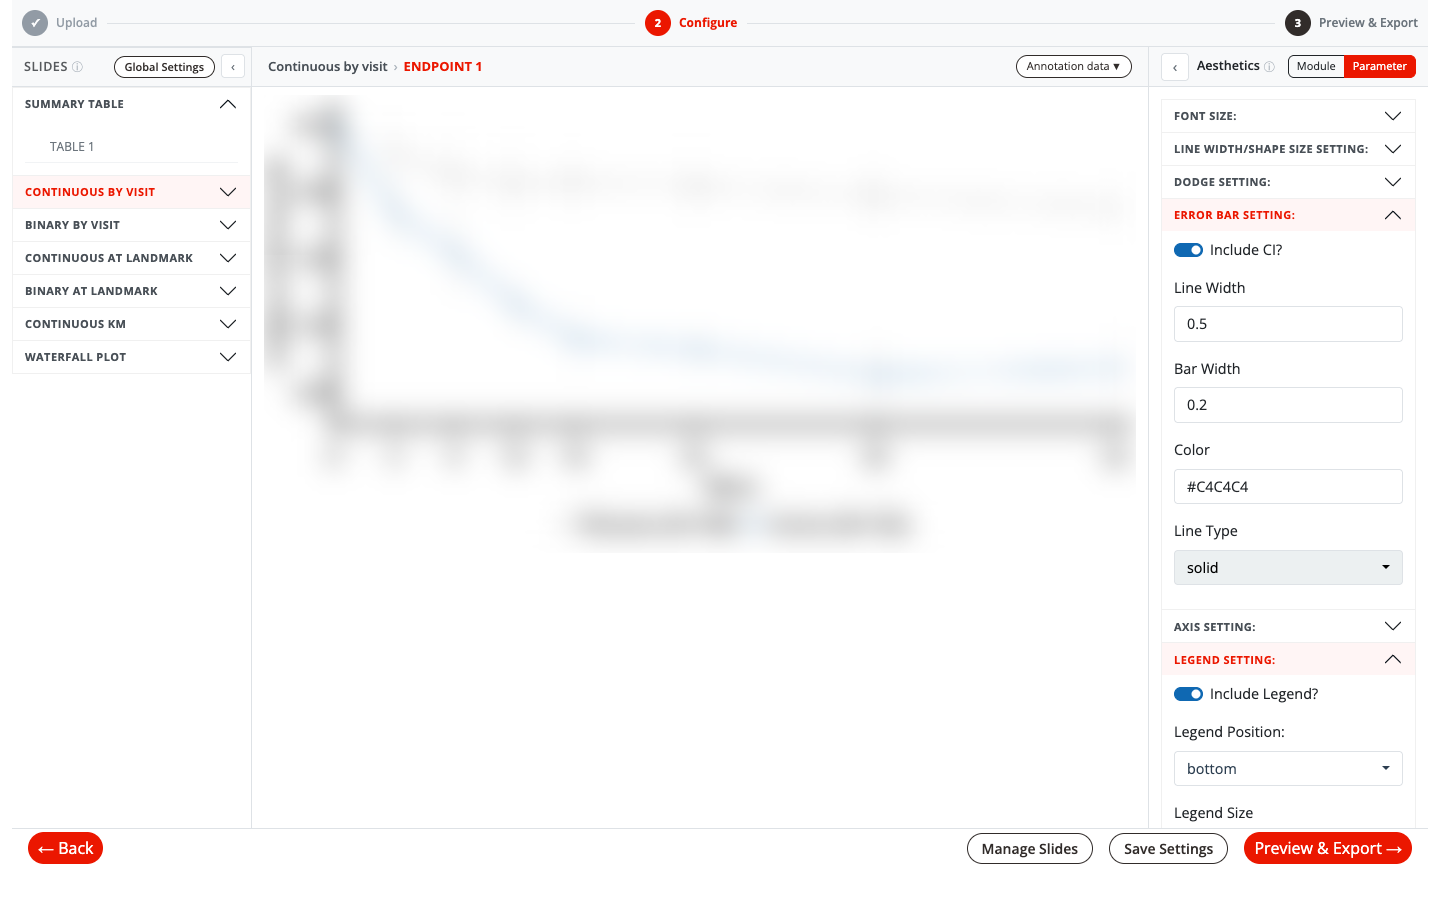 ✓ Upload
2 Configure
3 Preview & Export
SLIDES ⓘ
Global Settings
‹
Continuous by visit › ENDPOINT 1
Annotation data ▾
‹
Aesthetics ⓘ
Module
Parameter
SUMMARY TABLE
TABLE 1
CONTINUOUS BY VISIT
BINARY BY VISIT
CONTINUOUS AT LANDMARK
BINARY AT LANDMARK
CONTINUOUS KM
WATERFALL PLOT
FONT SIZE:
LINE WIDTH/SHAPE SIZE SETTING:
DODGE SETTING:
ERROR BAR SETTING:
Include CI?
Line Width
0.5
Bar Width
0.2
Color
#C4C4C4
Line Type
solid
AXIS SETTING:
LEGEND SETTING:
Include Legend?
Legend Position:
bottom
Legend Size
← Back
Manage Slides
Save Settings
Preview & Export →